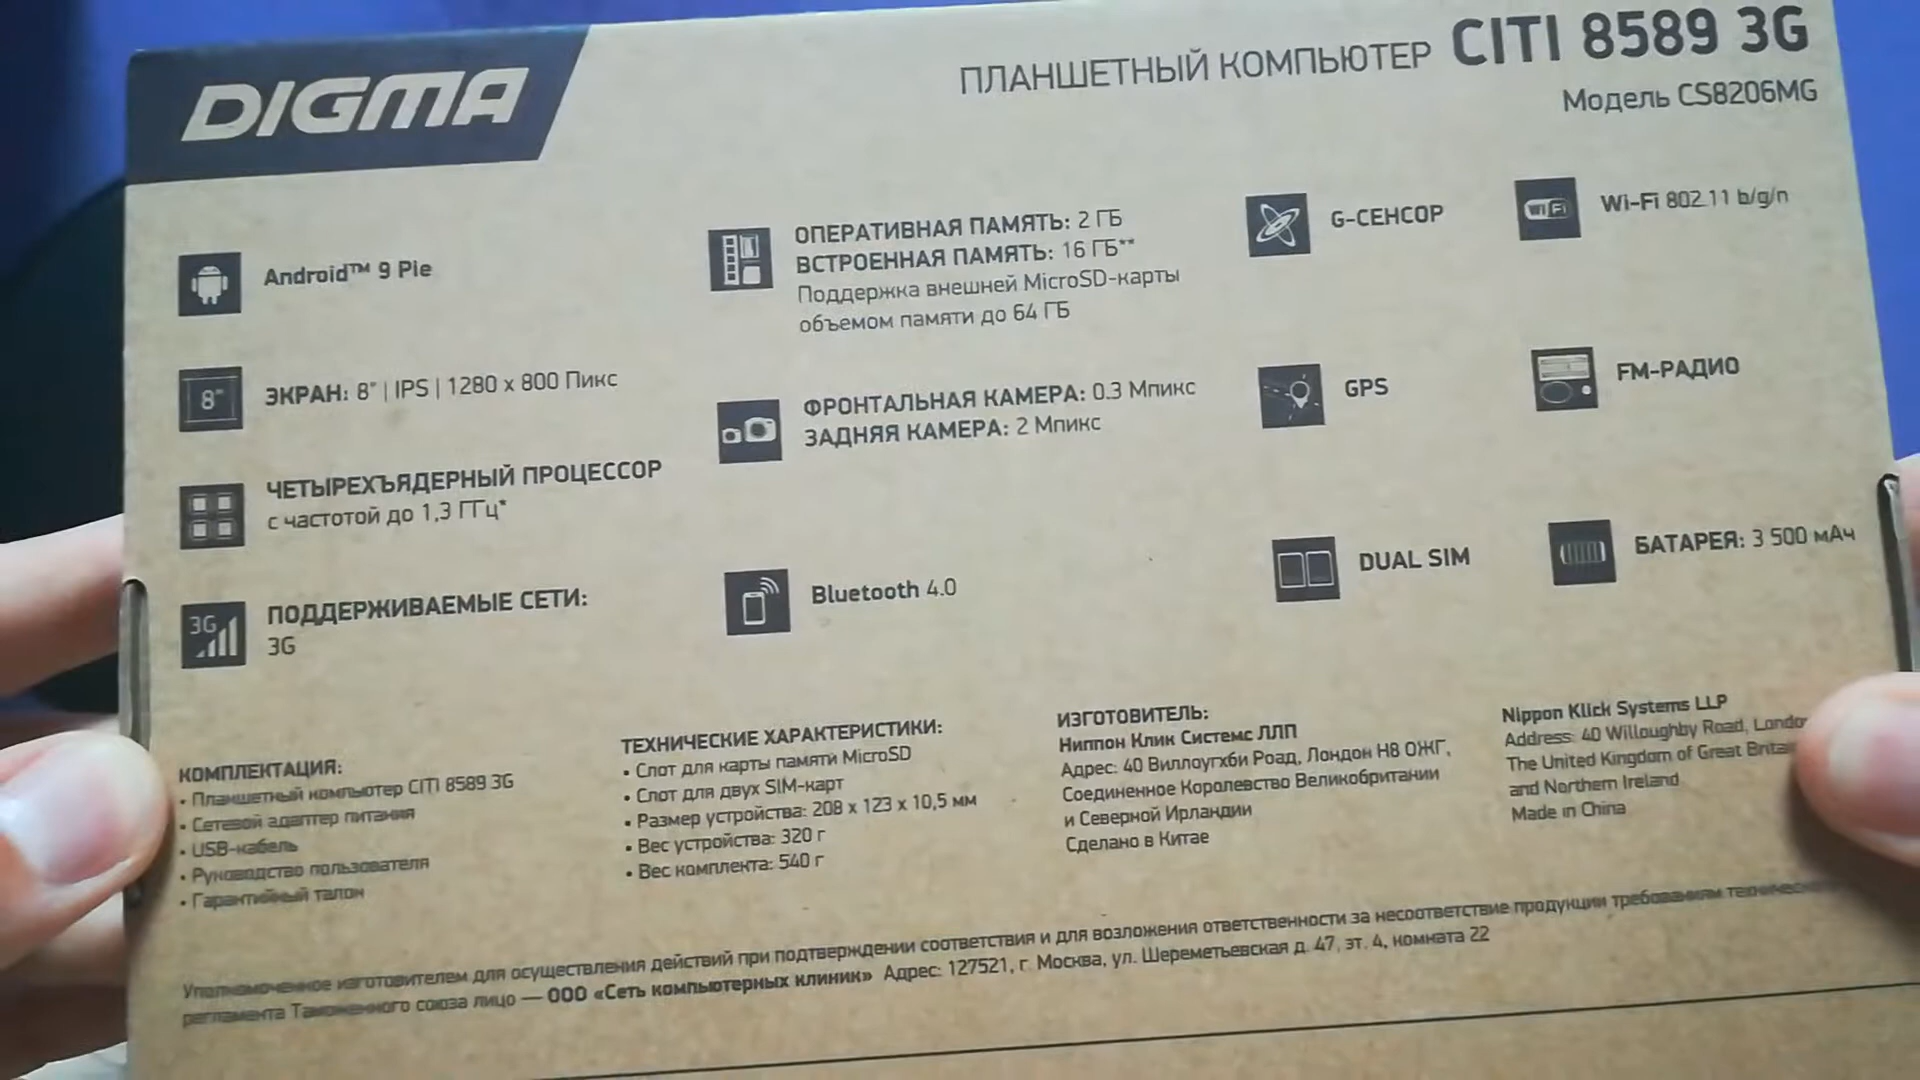 DIGMA
ПЛАНШЕТНЫЙ КОМПЬЮТЕР CITI 8589 3G
Модель CS8206MG
Android™ 9 Pie
8"
ЭКРАН: 8" | IPS | 1280 x 800 Пикс
ЧЕТЫРЕХЪЯДЕРНЫЙ ПРОЦЕССОР
с частотой до 1,3 ГГц*
3G
ПОДДЕРЖИВАЕМЫЕ СЕТИ:
3G
ОПЕРАТИВНАЯ ПАМЯТЬ: 2 ГБ
ВСТРОЕННАЯ ПАМЯТЬ: 16 ГБ**
Поддержка внешней MicroSD-карты
объемом памяти до 64 ГБ
ФРОНТАЛЬНАЯ КАМЕРА: 0.3 Мпикс
ЗАДНЯЯ КАМЕРА: 2 Мпикс
Bluetooth 4.0
G-СЕНСОР
GPS
DUAL SIM
WiFi
Wi-Fi 802.11 b/g/n
FM-РАДИО
БАТАРЕЯ: 3 500 мАч
КОМПЛЕКТАЦИЯ:
• Планшетный компьютер CITI 8589 3G
• Сетевой адаптер питания
• USB-кабель
• Руководство пользователя
• Гарантийный талон
ТЕХНИЧЕСКИЕ ХАРАКТЕРИСТИКИ:
• Слот для карты памяти MicroSD
• Слот для двух SIM-карт
• Размер устройства: 208 x 123 x 10,5 мм
• Вес устройства: 320 г
• Вес комплекта: 540 г
ИЗГОТОВИТЕЛЬ:
Ниппон Клик Системс ЛЛП
Адрес: 40 Виллоугхби Роад, Лондон Н8 ОЖГ,
Соединенное Королевство Великобритании
и Северной Ирландии
Сделано в Китае
Nippon Klick Systems LLP
Address: 40 Willoughby Road, Londo
The United Kingdom of Great Britai
and Northern Ireland
Made in China
Уполномоченное изготовителем для осуществления действий при подтверждении соответствия и для возложения ответственности за несоответствие продукции требованиям техническо
регламента Таможенного союза лицо — ООО «Сеть компьютерных клиник» Адрес: 127521, г. Москва, ул. Шереметьевская д. 47, эт. 4, комната 22